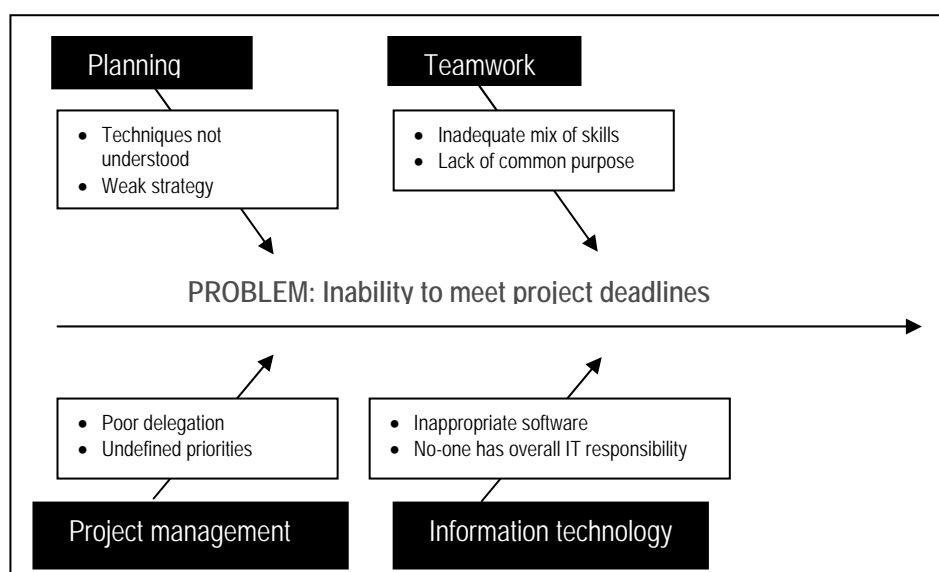 Planning
Teamwork
• Techniques not
understood
• Weak strategy
• Inadequate mix of skills
• Lack of common purpose
PROBLEM: Inability to meet project deadlines
• Poor delegation
• Undefined priorities
• Inappropriate software
• No-one has overall IT responsibility
Project management
Information technology